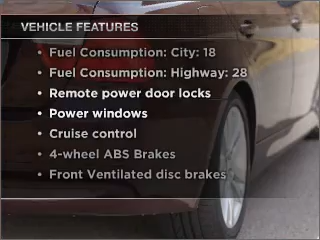 VEHICLE FEATURES
• Fuel Consumption: City: 18
• Fuel Consumption: Highway: 28
• Remote power door locks
• Power windows
• Cruise control
• 4-wheel ABS Brakes
• Front Ventilated disc brakes